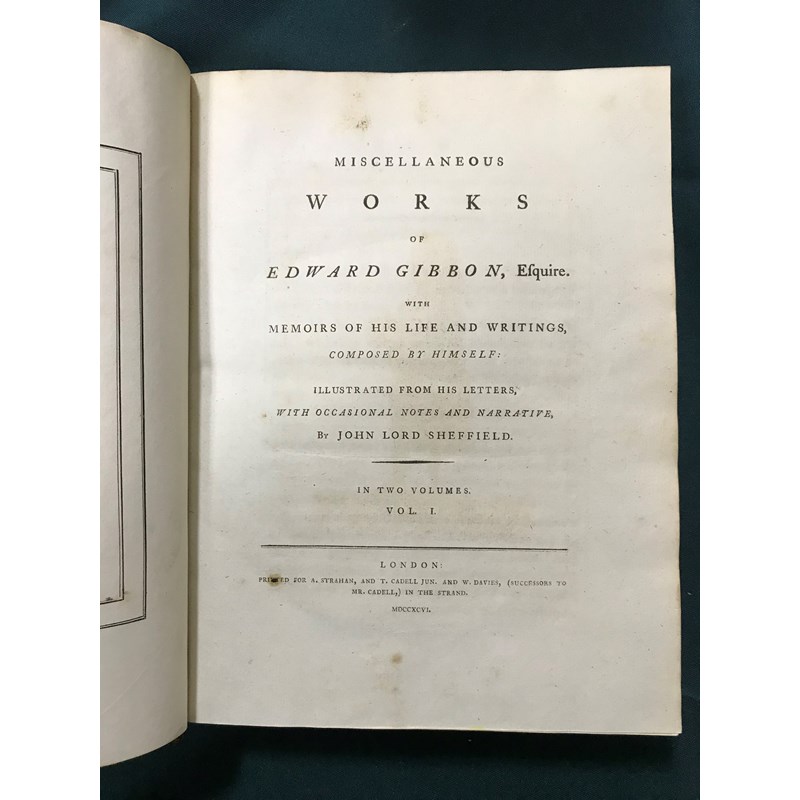 MISCELLANEOUS
WORKS
OF
EDWARD GIBBON, Eſquire.
WITH
MEMOIRS OF HIS LIFE AND WRITINGS,
COMPOSED BY HIMSELF:
ILLUSTRATED FROM HIS LETTERS,
WITH OCCASIONAL NOTES AND NARRATIVE,
BY JOHN LORD SHEFFIELD.
IN TWO VOLUMES.
VOL. I.
LONDON:
PRINTED FOR A. STRAHAN, AND T. CADELL JUN. AND W. DAVIES, (SUCCESSORS TO
MR. CADELL,) IN THE STRAND.
MDCCXCVI.